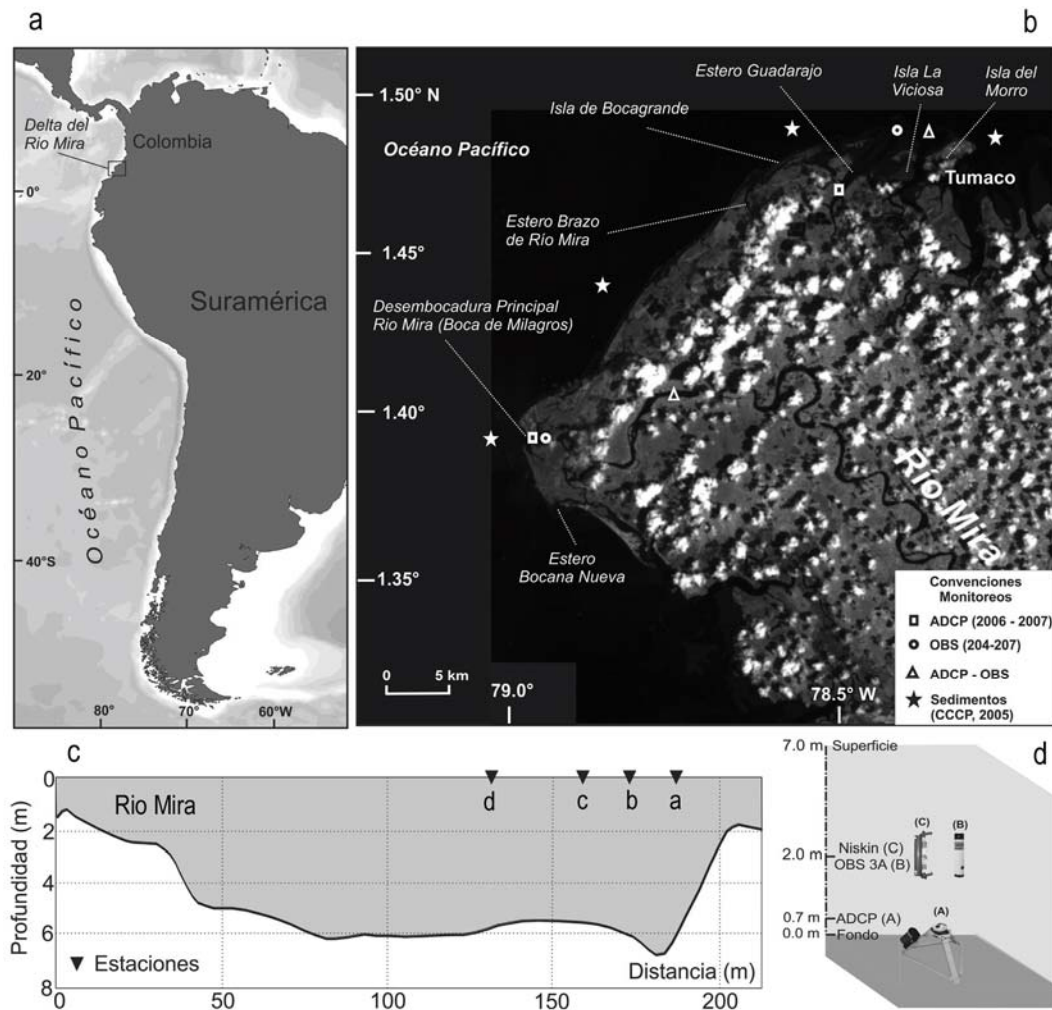 a
Delta del
Rio Mira
Colombia
0°
Suramérica
Océano Pacífico
20°
40°S
80°
70°
60°W
b
1.50° N
Océano Pacífico
1.45°
1.40°
1.35°
Estero Guadarajo
Isla La
Viciosa
Isla del
Morro
Isla de Bocagrande
Tumaco
Estero Brazo
de Río Mira
Desembocadura Principal
Rio Mira (Boca de Milagros)
Río Mira
Estero
Bocana Nueva
0
5 km
79.0°
78.5° W
Convenciones
Monitoreos
ADCP (2006 - 2007)
OBS (204-207)
ADCP - OBS
Sedimentos
(CCCP, 2005)
c
Profundidad (m)
0
2
4
6
8
Rio Mira
d
c
b
a
Estaciones
Distancia (m)
0
50
100
150
200
d
7.0 m
Superficie
(C)
(B)
Niskin (C)
2.0 m
OBS 3A (B)
(A)
0.7 m
ADCP (A)
0.0 m
Fondo